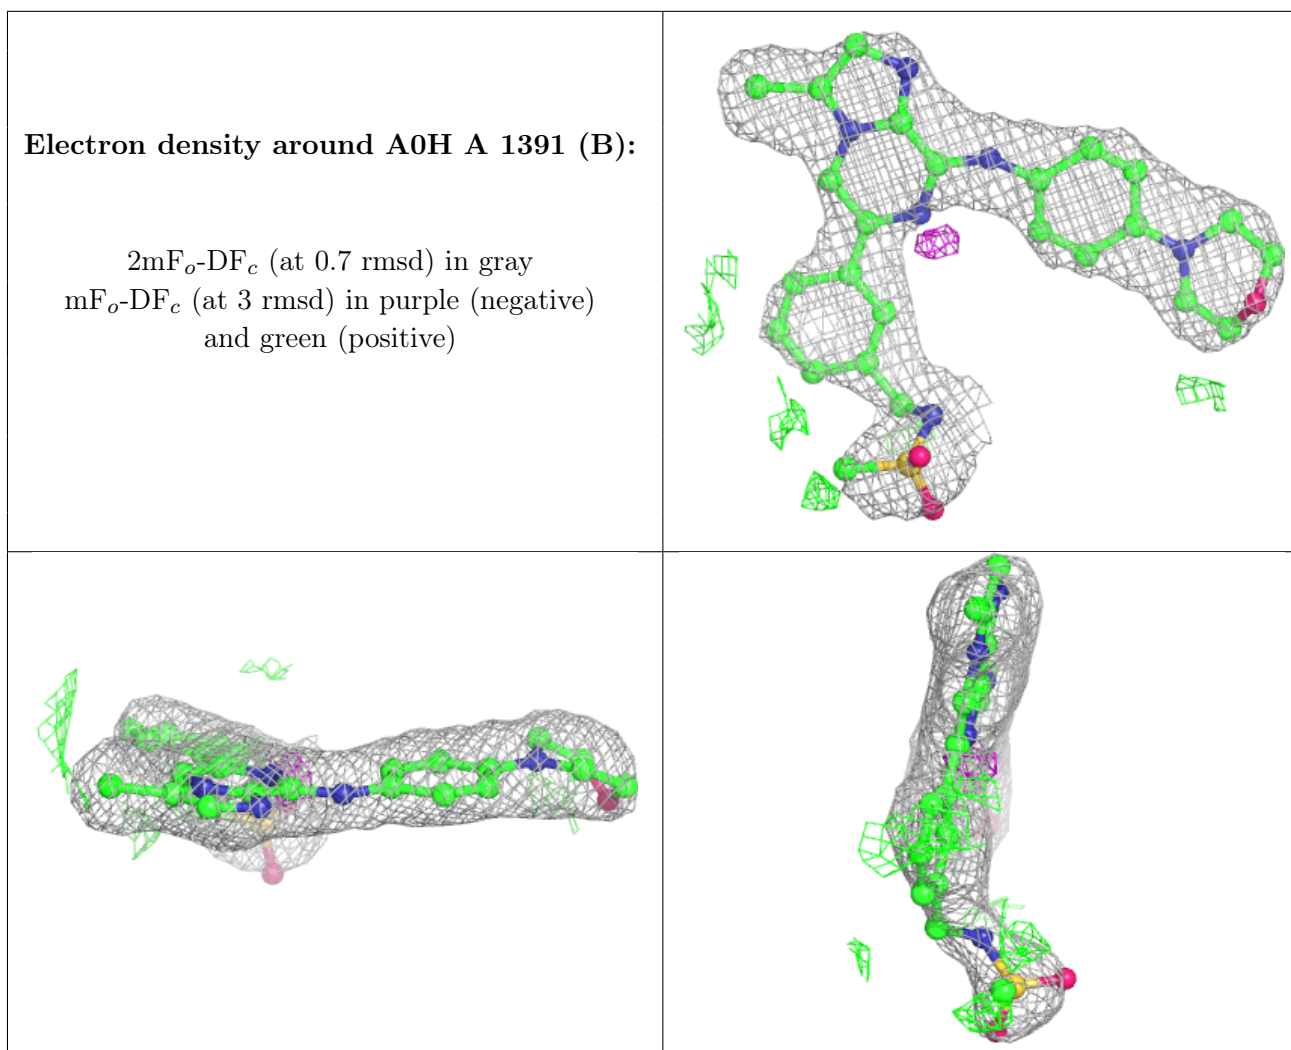 Electron density around A0H A 1391 (B):
2mFo-DFc (at 0.7 rmsd) in gray
mFo-DFc (at 3 rmsd) in purple (negative)
and green (positive)